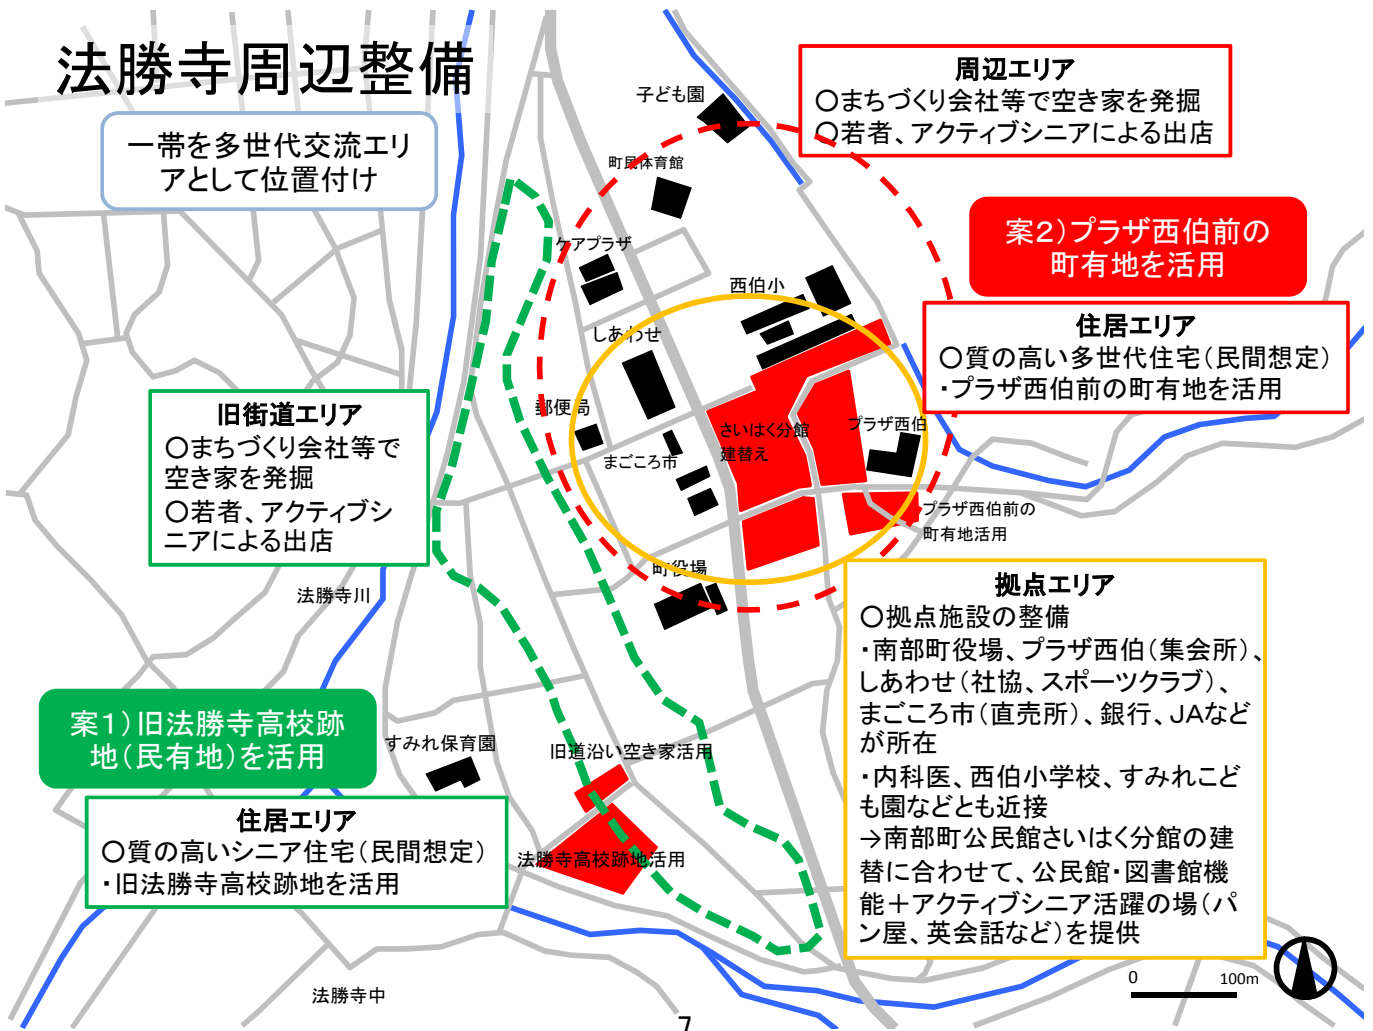 法勝寺周辺整備
一帯を多世代交流エリ
アとして位置付け
周辺エリア
○まちづくり会社等で空き家を発掘
○若者、アクティブシニアによる出店
案2)プラザ西伯前の
町有地を活用
住居エリア
○質の高い多世代住宅(民間想定)
・プラザ西伯前の町有地を活用
旧街道エリア
○まちづくり会社等で
空き家を発掘
○若者、アクティブシ
ニアによる出店
子ども園
町民体育館
ケアプラザ
西伯小
しあわせ
郵便局
まごころ市
さいはく分館
建替え
プラザ西伯
プラザ西伯前の
町有地活用
町役場
法勝寺川
拠点エリア
○拠点施設の整備
・南部町役場、プラザ西伯(集会所)、
しあわせ(社協、スポーツクラブ)、
まごころ市(直売所)、銀行、JAなど
が所在
・内科医、西伯小学校、すみれこど
も園などとも近接
→南部町公民館さいはく分館の建
替に合わせて、公民館・図書館機
能＋アクティブシニア活躍の場(パ
ン屋、英会話など)を提供
案1)旧法勝寺高校跡
地(民有地)を活用
住居エリア
○質の高いシニア住宅(民間想定)
・旧法勝寺高校跡地を活用
すみれ保育園
旧道沿い空き家活用
法勝寺高校跡地活用
法勝寺中
0 100m
7